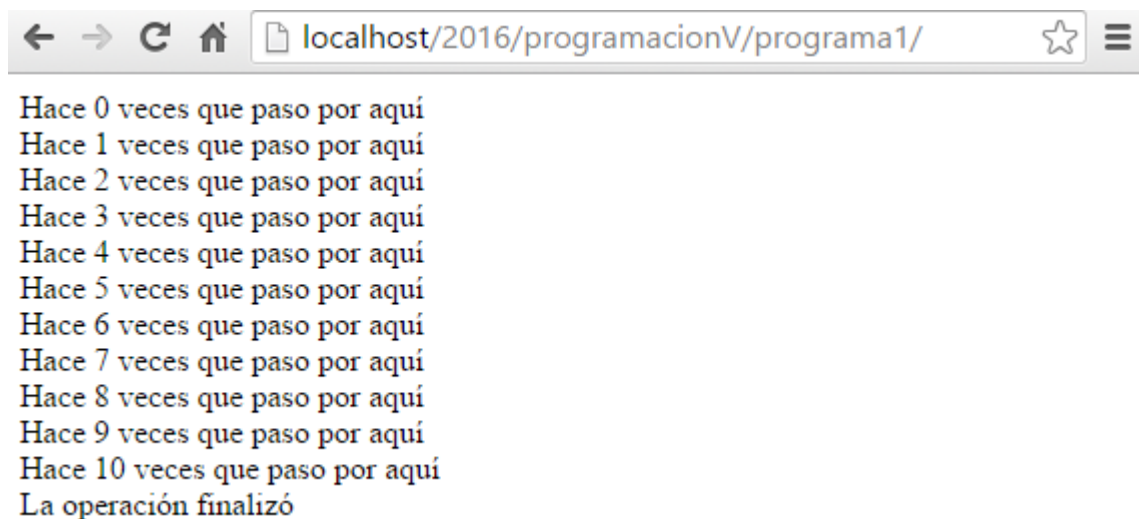 localhost/2016/programacionV/programa1/
Hace 0 veces que paso por aquí
Hace 1 veces que paso por aquí
Hace 2 veces que paso por aquí
Hace 3 veces que paso por aquí
Hace 4 veces que paso por aquí
Hace 5 veces que paso por aquí
Hace 6 veces que paso por aquí
Hace 7 veces que paso por aquí
Hace 8 veces que paso por aquí
Hace 9 veces que paso por aquí
Hace 10 veces que paso por aquí
La operación finalizó